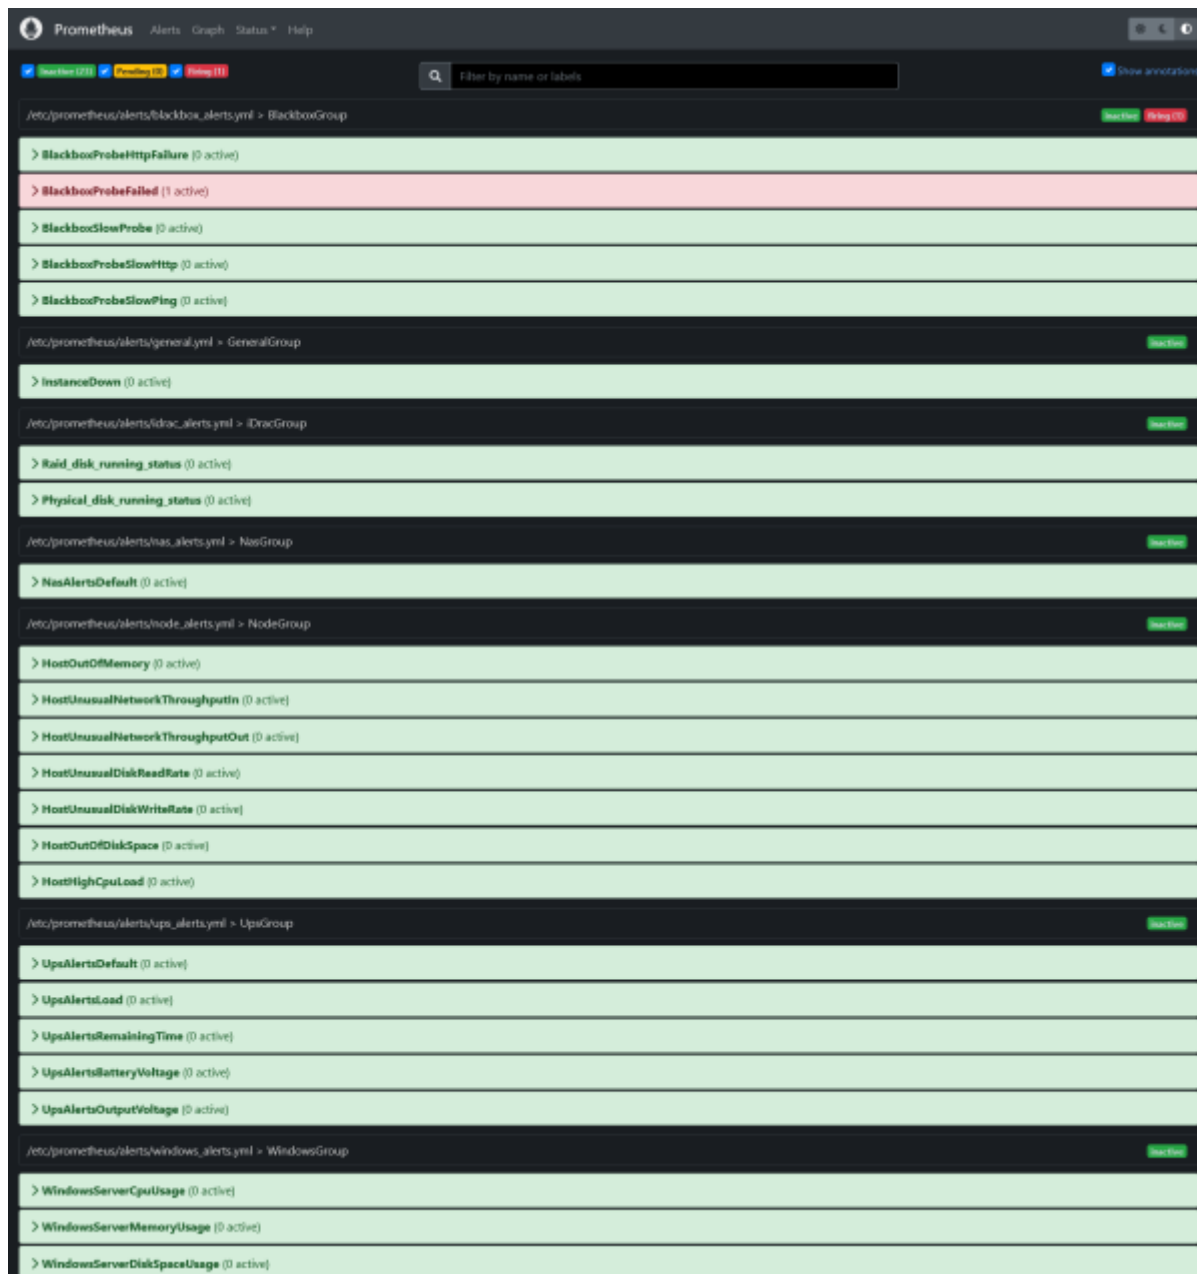 Prometheus Alerts Graph Status Help
Inactive (23) Pending (0) Firing (1) Filter by name or labels Show annotations
/etc/prometheus/alerts/blackbox_alerts.yml > BlackboxGroup Inactive Firing (1)
BlackboxProbeHttpFailure (0 active)
BlackboxProbeFailed (1 active)
BlackboxSlowProbe (0 active)
BlackboxProbeSlowHttp (0 active)
BlackboxProbeSlowPing (0 active)
/etc/prometheus/alerts/general.yml > GeneralGroup Inactive
InstanceDown (0 active)
/etc/prometheus/alerts/idrac_alerts.yml > iDracGroup Inactive
Raid_disk_running_status (0 active)
Physical_disk_running_status (0 active)
/etc/prometheus/alerts/nas_alerts.yml > NasGroup Inactive
NasAlertsDefault (0 active)
/etc/prometheus/alerts/node_alerts.yml > NodeGroup Inactive
HostOutOfMemory (0 active)
HostUnusualNetworkThroughputIn (0 active)
HostUnusualNetworkThroughputOut (0 active)
HostUnusualDiskReadRate (0 active)
HostUnusualDiskWriteRate (0 active)
HostOutOfDiskSpace (0 active)
HostHighCpuLoad (0 active)
/etc/prometheus/alerts/ups_alerts.yml > UpsGroup Inactive
UpsAlertsDefault (0 active)
UpsAlertsLoad (0 active)
UpsAlertsRemainingTime (0 active)
UpsAlertsBatteryVoltage (0 active)
UpsAlertsOutputVoltage (0 active)
/etc/prometheus/alerts/windows_alerts.yml > WindowsGroup Inactive
WindowsServerCpuUsage (0 active)
WindowsServerMemoryUsage (0 active)
WindowsServerDiskSpaceUsage (0 active)